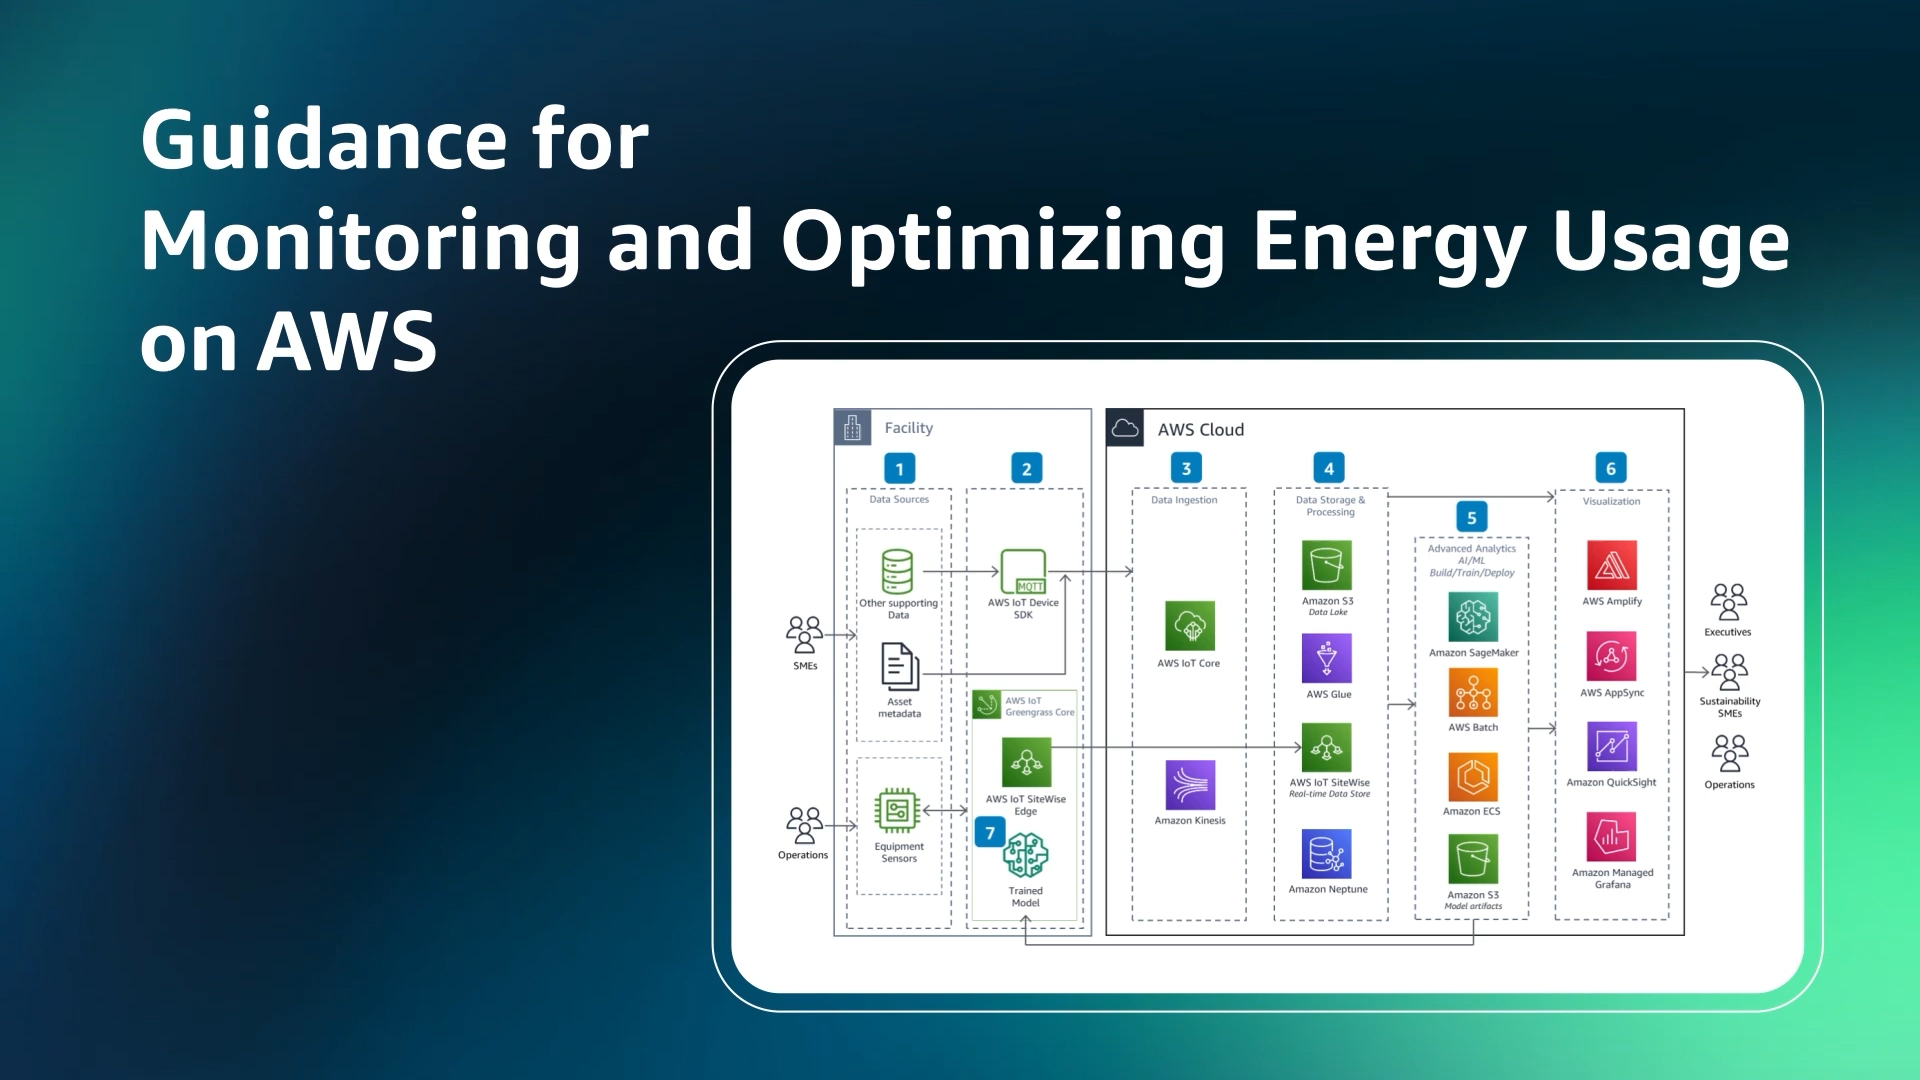 Guidance for
Monitoring and Optimizing Energy Usage
on AWS
Facility
AWS Cloud
1
2
3
4
5
6
7
Data Sources
Other supporting
Data
Asset
metadata
Equipment
Sensors
SMEs
Operations
MQTT
AWS IoT Device
SDK
AWS IoT
Greengrass Core
AWS IoT SiteWise
Edge
Trained
Model
Data Ingestion
AWS IoT Core
Amazon Kinesis
Data Storage &
Processing
Amazon S3
Data Lake
AWS Glue
AWS IoT SiteWise
Real-time Data Store
Amazon Neptune
Advanced Analytics
AI/ML
Build/Train/Deploy
Amazon SageMaker
AWS Batch
Amazon ECS
Amazon S3
Model artifacts
Visualization
AWS Amplify
AWS AppSync
Amazon QuickSight
Amazon Managed
Grafana
Executives
Sustainability
SMEs
Operations